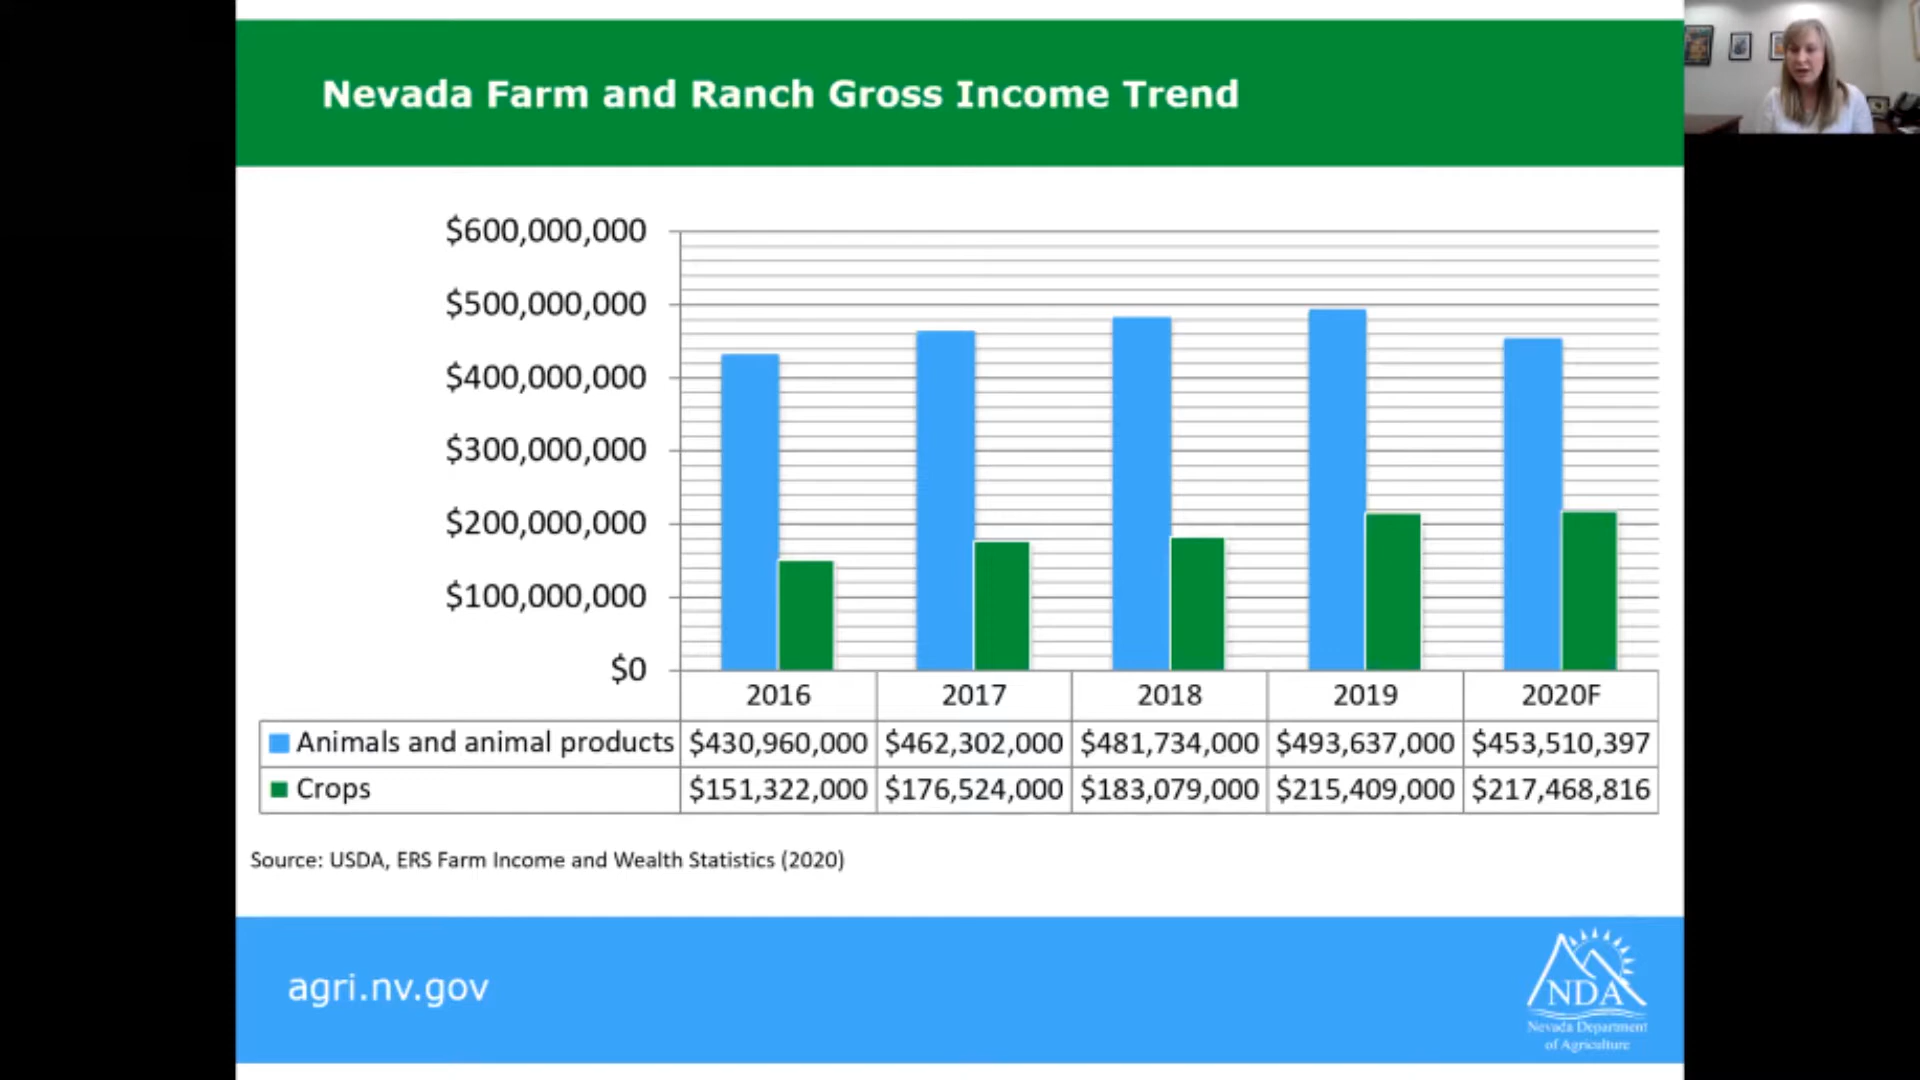 Nevada Farm and Ranch Gross Income Trend
$600,000,000
$500,000,000
$400,000,000
$300,000,000
$200,000,000
$100,000,000
$0
2016 2017 2018 2019 2020F
Animals and animal products $430,960,000 $462,302,000 $481,734,000 $493,637,000 $453,510,397
Crops $151,322,000 $176,524,000 $183,079,000 $215,409,000 $217,468,816
Source: USDA, ERS Farm Income and Wealth Statistics (2020)
agri.nv.gov
NDA
Nevada Department
of Agriculture